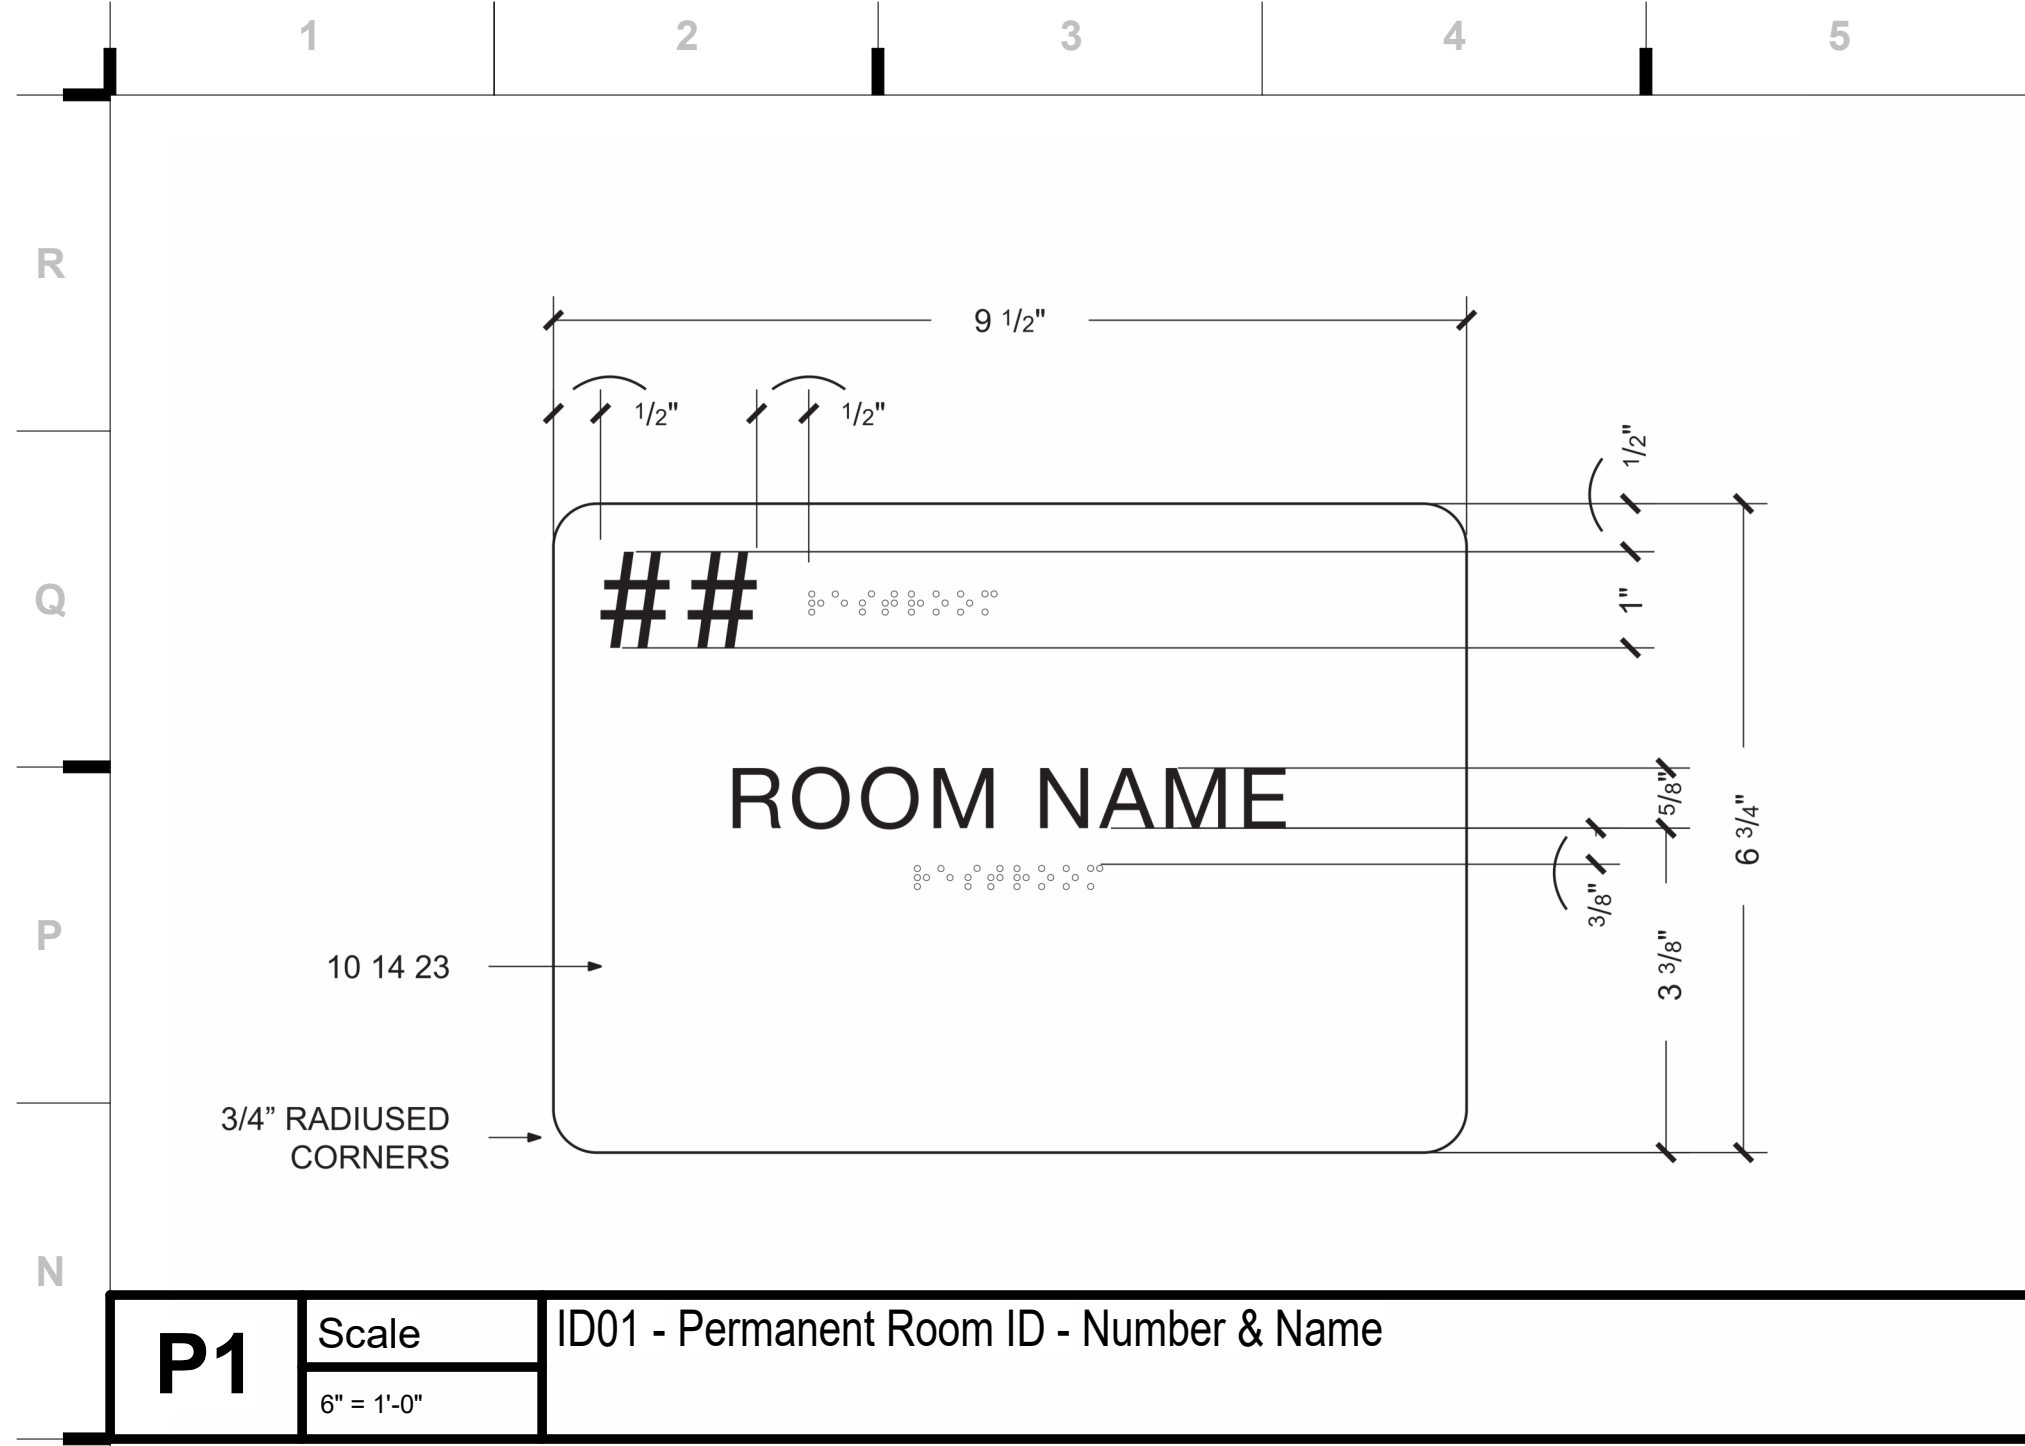 1 2 3 4 5
R
9 1/2"
1/2" 1/2"
1/2"
Q
##
1"
ROOM NAME
5/8"
6 3/4"
3/8"
P
3 3/8"
10 14 23
3/4” RADIUSED
CORNERS
N
P1
Scale
6" = 1'-0"
ID01 - Permanent Room ID - Number & Name